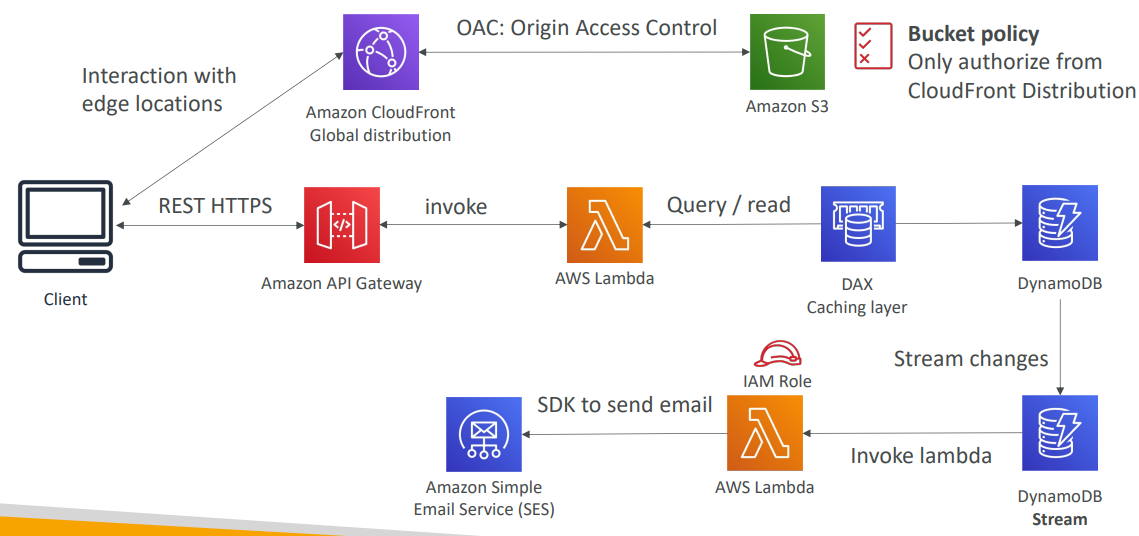 OAC: Origin Access Control
Bucket policy
Only authorize from
CloudFront Distribution
Interaction with
edge locations
Amazon CloudFront
Global distribution
Amazon S3
REST HTTPS
invoke
Query / read
Client
Amazon API Gateway
AWS Lambda
DAX
Caching layer
DynamoDB
Stream changes
IAM Role
SDK to send email
Invoke lambda
Amazon Simple
Email Service (SES)
AWS Lambda
DynamoDB
Stream